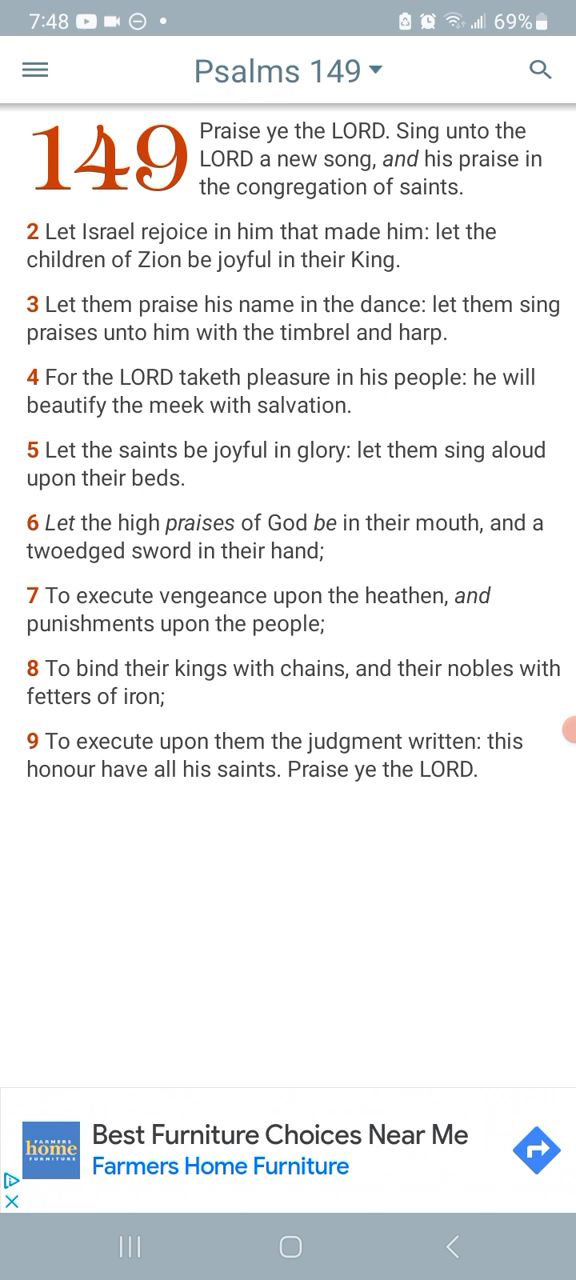 7:48
69%
Psalms 149
149
Praise ye the LORD. Sing unto the
LORD a new song, and his praise in
the congregation of saints.
2 Let Israel rejoice in him that made him: let the
children of Zion be joyful in their King.
3 Let them praise his name in the dance: let them sing
praises unto him with the timbrel and harp.
4 For the LORD taketh pleasure in his people: he will
beautify the meek with salvation.
5 Let the saints be joyful in glory: let them sing aloud
upon their beds.
6 Let the high praises of God be in their mouth, and a
twoedged sword in their hand;
7 To execute vengeance upon the heathen, and
punishments upon the people;
8 To bind their kings with chains, and their nobles with
fetters of iron;
9 To execute upon them the judgment written: this
honour have all his saints. Praise ye the LORD.
FARMERS
home
FURNITURE
Best Furniture Choices Near Me
Farmers Home Furniture